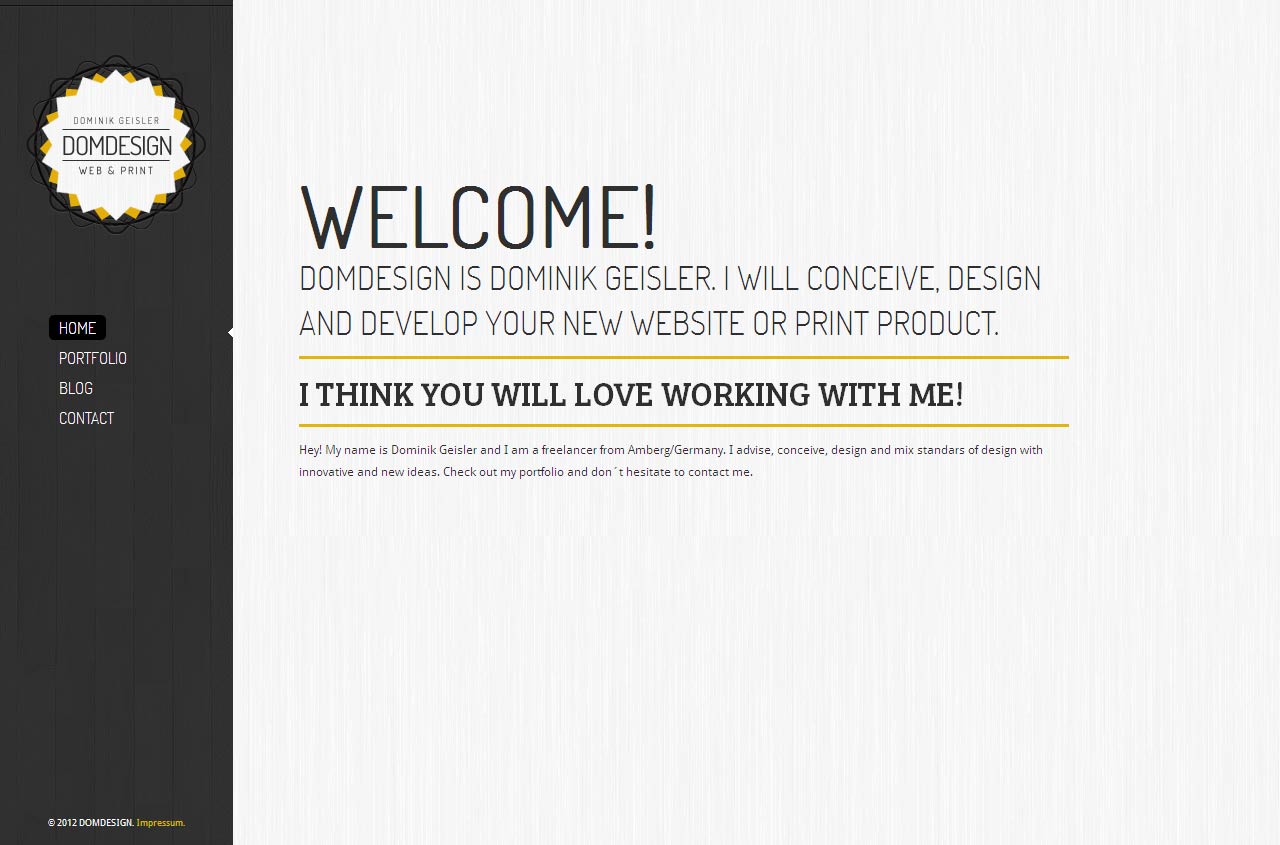 DOMINIK GEISLER
DOMDESIGN
WEB & PRINT
HOME
PORTFOLIO
BLOG
CONTACT
© 2012 DOMDESIGN. Impressum.
WELCOME!
DOMDESIGN IS DOMINIK GEISLER. I WILL CONCEIVE, DESIGN
AND DEVELOP YOUR NEW WEBSITE OR PRINT PRODUCT.
I THINK YOU WILL LOVE WORKING WITH ME!
Hey! My name is Dominik Geisler and I am a freelancer from Amberg/Germany. I advise, conceive, design and mix standars of design with
innovative and new ideas. Check out my portfolio and don´t hesitate to contact me.